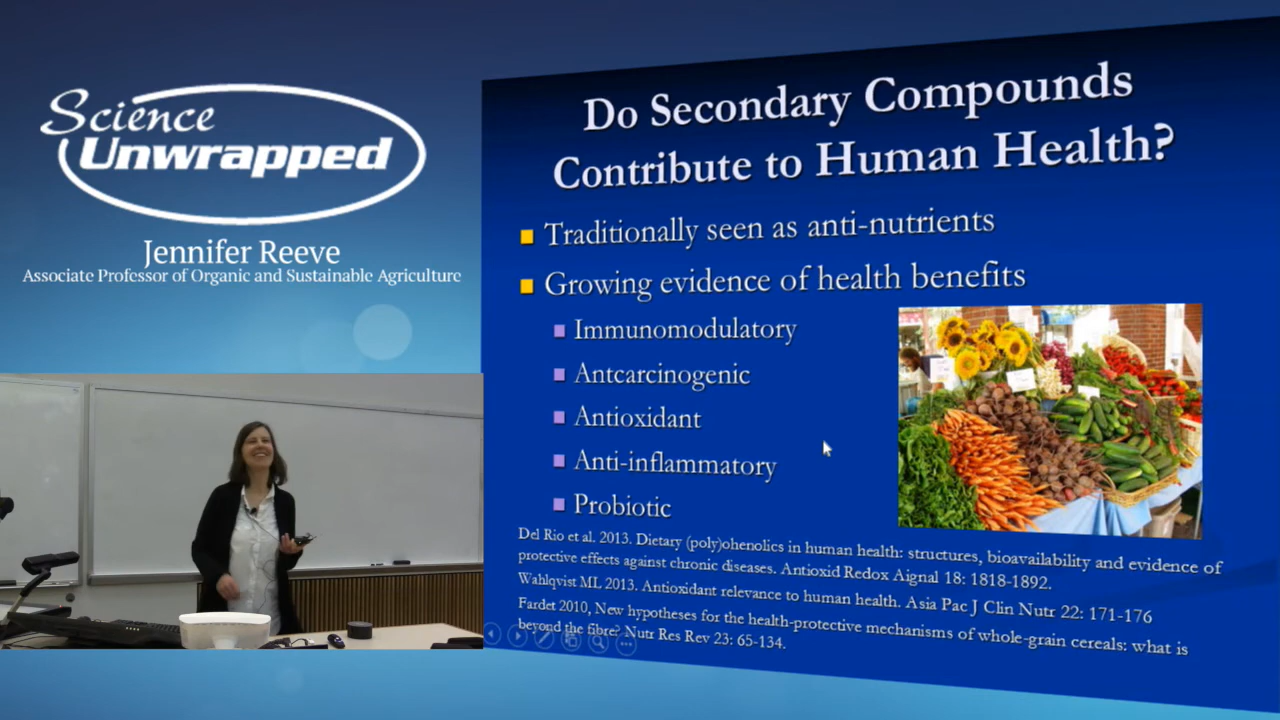 Science
Unwrapped
Jennifer Reeve
Associate Professor of Organic and Sustainable Agriculture
Do Secondary Compounds
Contribute to Human Health?
Traditionally seen as anti-nutrients
Growing evidence of health benefits
Immunomodulatory
Antcarcinogenic
Antioxidant
Anti-inflammatory
Probiotic
Del Rio et al. 2013. Dietary (poly)ohenolics in human health: structures, bioavailability and evidence of
protective effects against chronic diseases. Antioxid Redox Aignal 18: 1818-1892.
Wahlqvist ML 2013. Antioxidant relevance to human health. Asia Pac J Clin Nutr 22: 171-176
Fardet 2010, New hypotheses for the health-protective mechanisms of whole-grain cereals: what is
beyond the fibre? Nutr Res Rev 23: 65-134.